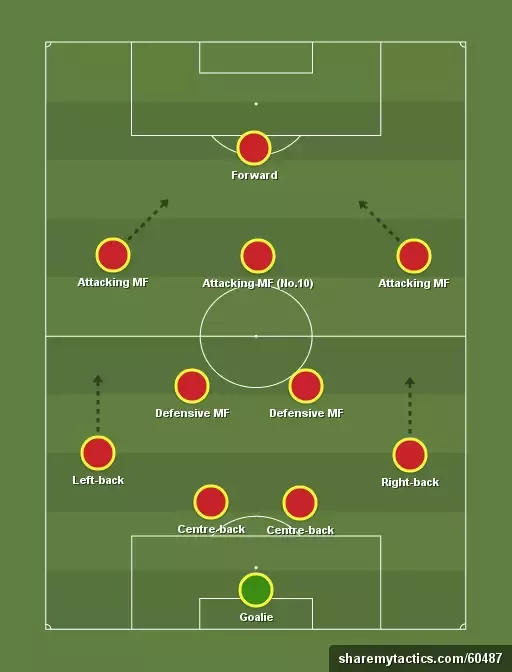 Forward
Attacking MF
Attacking MF (No.10)
Attacking MF
Defensive MF
Defensive MF
Left-back
Right-back
Centre-back
Centre-back
Goalie
sharemytactics.com/60487